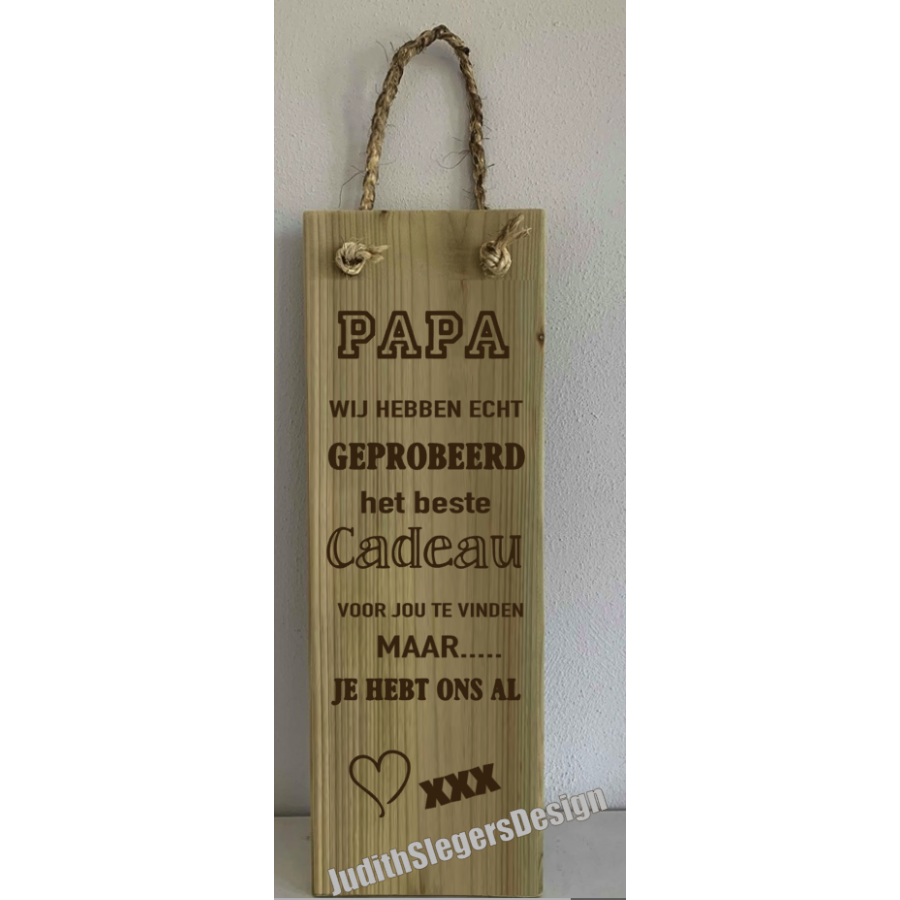 PAPA
WIJ HEBBEN ECHT
GEPROBEERD
het beste
Cadeau
VOOR JOU TE VINDEN
MAAR.....
JE HEBT ONS AL
xxx
JudithSlegersDesign